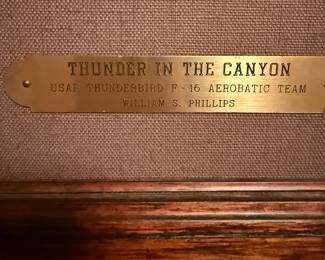 THUNDER IN THE CANYON
USAF THUNDERBIRD F-16 AEROBATIC TEAM
WILLIAM S. PHILLIPS